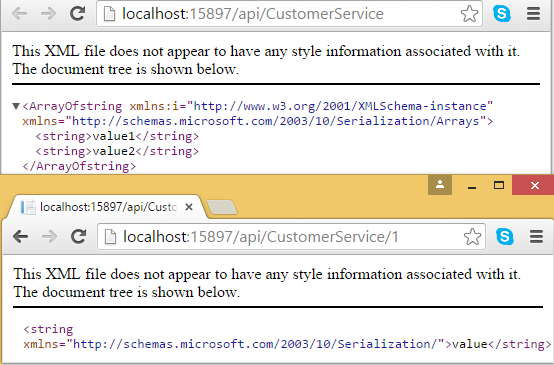 localhost:15897/api/CustomerService
This XML file does not appear to have any style information associated with it.
The document tree is shown below.
▼<ArrayOfstring xmlns:i="http://www.w3.org/2001/XMLSchema-instance"
xmlns="http://schemas.microsoft.com/2003/10/Serialization/Arrays">
<string>value1</string>
<string>value2</string>
</ArrayOfstring>
localhost:15897/api/Custo
localhost:15897/api/CustomerService/1
This XML file does not appear to have any style information associated with it.
The document tree is shown below.
<string
xmlns="http://schemas.microsoft.com/2003/10/Serialization/">value</string>